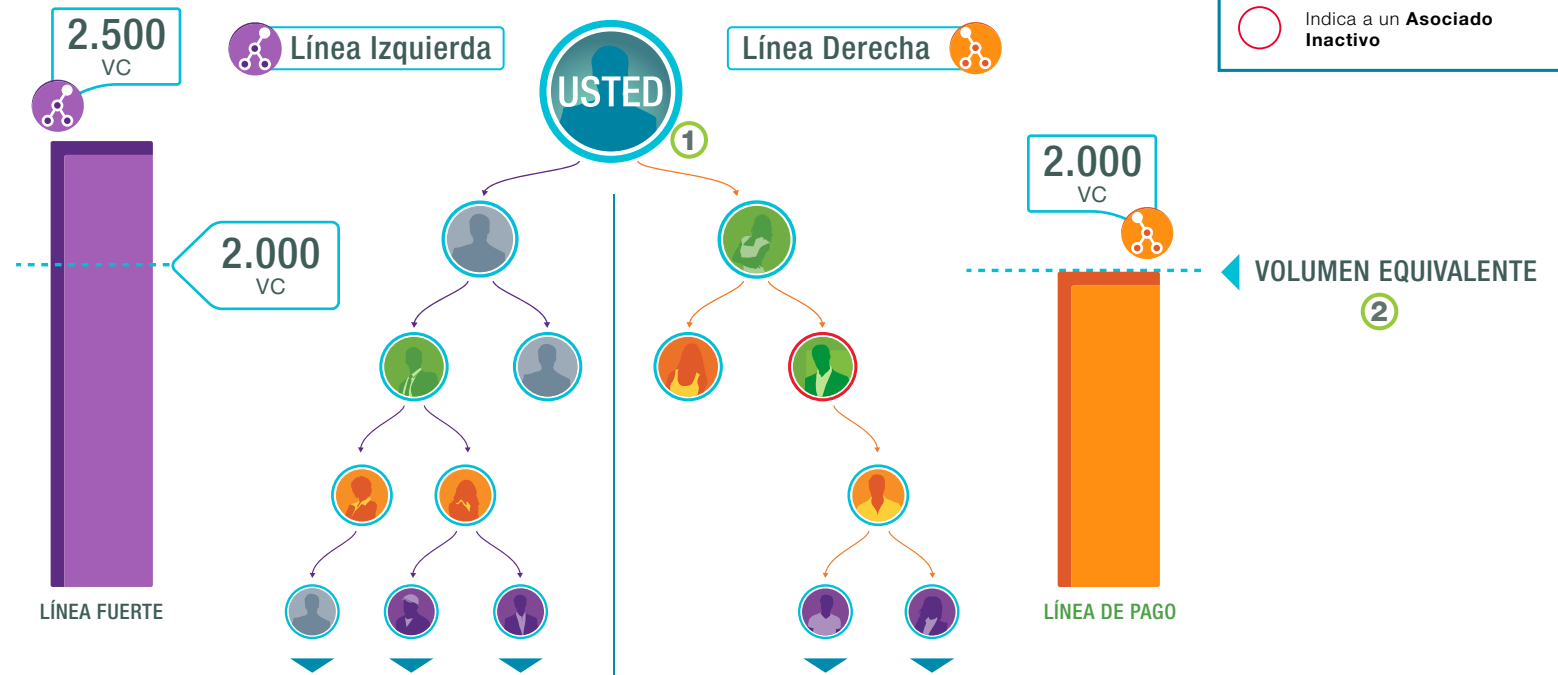 2.500
VC
Línea Izquierda
USTED
1
Línea Derecha
Indica a un Asociado
Inactivo
2.000
VC
2.000
VC
VOLUMEN EQUIVALENTE
2
LÍNEA FUERTE
LÍNEA DE PAGO